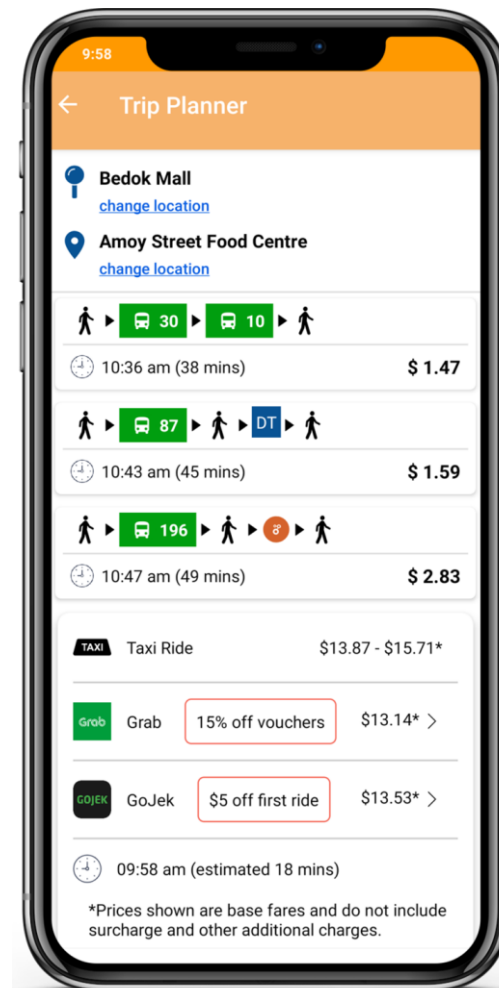 9:58
Trip Planner
Bedok Mall
change location
Amoy Street Food Centre
change location
30 10
10:36 am (38 mins) $ 1.47
87 DT
10:43 am (45 mins) $ 1.59
196
10:47 am (49 mins) $ 2.83
TAXI Taxi Ride $13.87 - $15.71*
Grab Grab 15% off vouchers $13.14*
GOJEK GoJek $5 off first ride $13.53*
09:58 am (estimated 18 mins)
*Prices shown are base fares and do not include
surcharge and other additional charges.